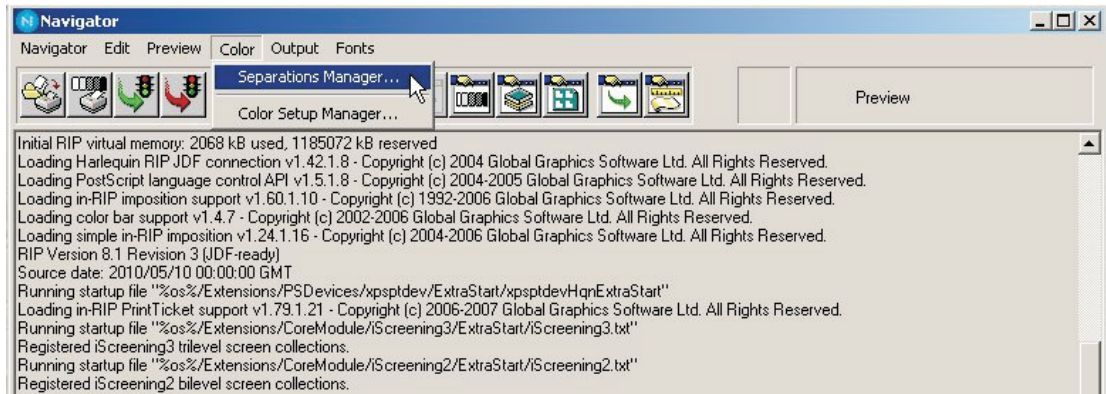 Navigator
Navigator Edit Preview Color Output Fonts
Separations Manager...
Color Setup Manager...
Preview
Initial RIP virtual memory: 2068 kB used, 1185072 kB reserved
Loading Harlequin RIP JDF connection v1.42.1.8 - Copyright (c) 2004 Global Graphics Software Ltd. All Rights Reserved.
Loading PostScript language control API v1.5.1.8 - Copyright (c) 2004-2005 Global Graphics Software Ltd. All Rights Reserved.
Loading in-RIP imposition support v1.60.1.10 - Copyright (c) 1992-2006 Global Graphics Software Ltd. All Rights Reserved.
Loading color bar support v1.4.7 - Copyright (c) 2002-2006 Global Graphics Software Ltd. All Rights Reserved.
Loading simple in-RIP imposition v1.24.1.16 - Copyright (c) 2004-2006 Global Graphics Software Ltd. All Rights Reserved.
RIP Version 8.1 Revision 3 (JDF-ready)
Source date: 2010/05/10 00:00:00 GMT
Running startup file "%os%/Extensions/PSDevices/xpsptdev/ExtraStart/xpsptdevHqnExtraStart"
Loading in-RIP PrintTicket support v1.79.1.21 - Copyright (c) 2006-2007 Global Graphics Software Ltd. All Rights Reserved.
Running startup file "%os%/Extensions/CoreModule/iScreening3/ExtraStart/iScreening3.txt"
Registered iScreening3 trilevel screen collections.
Running startup file "%os%/Extensions/CoreModule/iScreening2/ExtraStart/iScreening2.txt"
Registered iScreening2 bilevel screen collections.